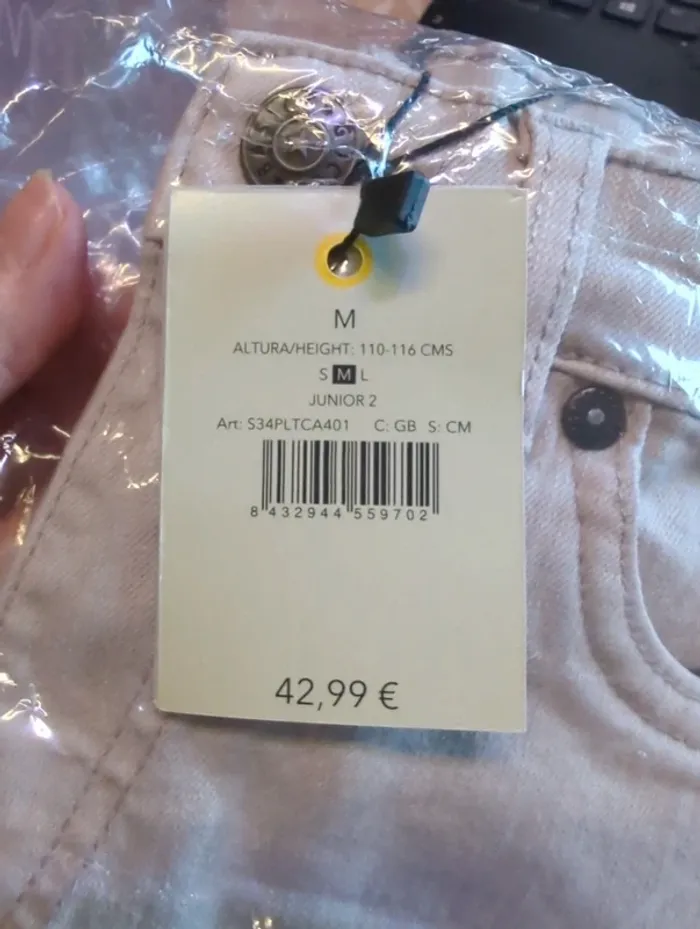 M
ALTURA/HEIGHT: 110-116 CMS
S M L
JUNIOR 2
Art: S34PLTCA401 C: GB S: CM
8 432944 559702
42,99 €